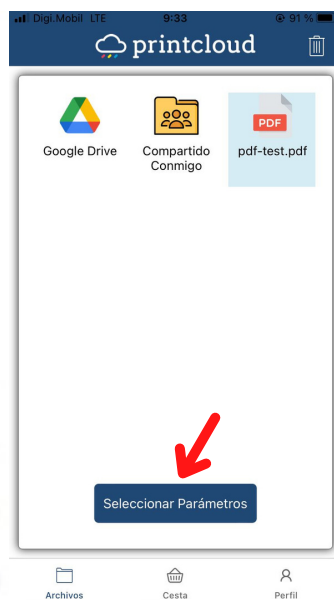 Digi.Mobil LTE 9:33 91 %
printcloud
PDF
Google Drive Compartido Conmigo pdf-test.pdf
Seleccionar Parámetros
Archivos Cesta Perfil